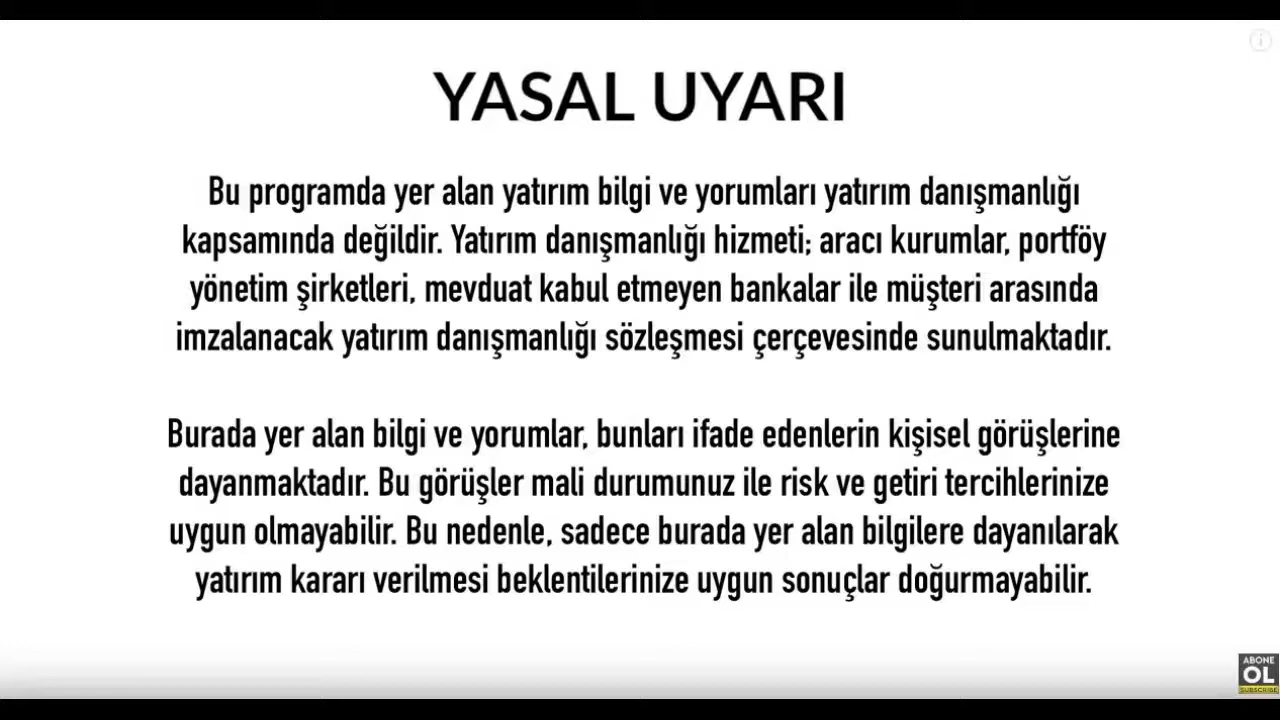 YASAL UYARI
Bu programda yer alan yatırım bilgi ve yorumları yatırım danışmanlığı
kapsamında değildir. Yatırım danışmanlığı hizmeti; aracı kurumlar, portföy
yönetim şirketleri, mevduat kabul etmeyen bankalar ile müşteri arasında
imzalanacak yatırım danışmanlığı sözleşmesi çerçevesinde sunulmaktadır.
Burada yer alan bilgi ve yorumlar, bunları ifade edenlerin kişisel görüşlerine
dayanmaktadır. Bu görüşler mali durumunuz ile risk ve getiri tercihlerinize
uygun olmayabilir. Bu nedenle, sadece burada yer alan bilgilere dayanılarak
yatırım kararı verilmesi beklentilerinize uygun sonuçlar doğurmayabilir.
ABONE
OL
SUBSCRIBE